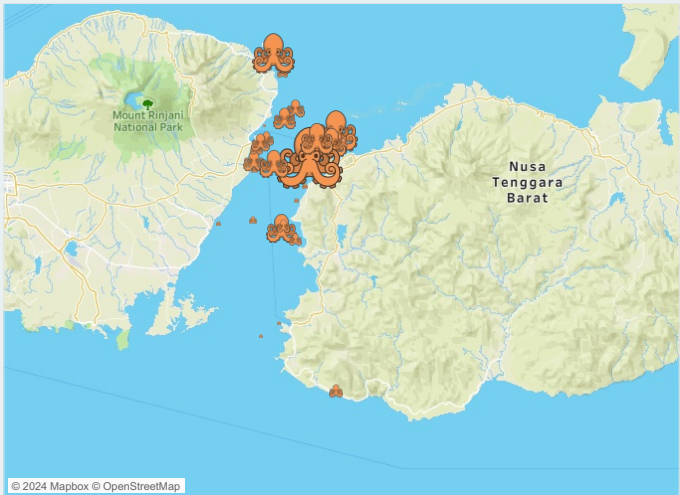 Mount Rinjani
National Park
Nusa
Tenggara
Barat
© 2024 Mapbox © OpenStreetMap